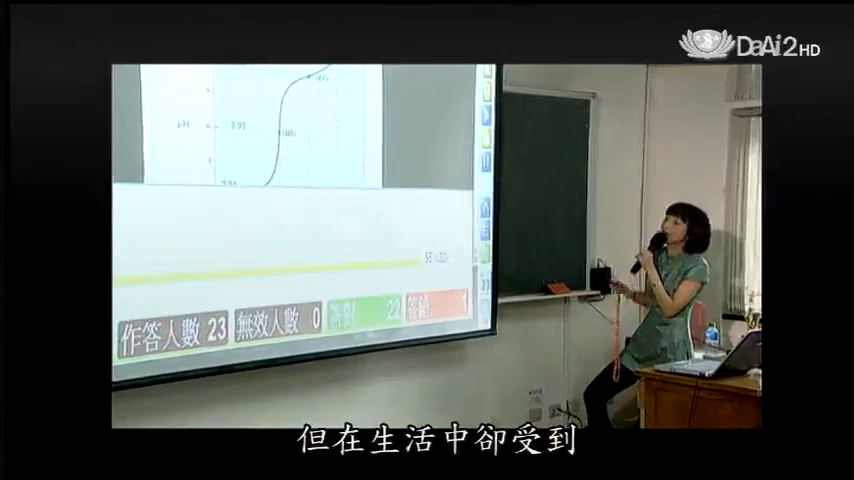 DaAi2HD
pH
作答人數 23
無效人數 0
答對 22
答錯 1
但在生活中卻受到